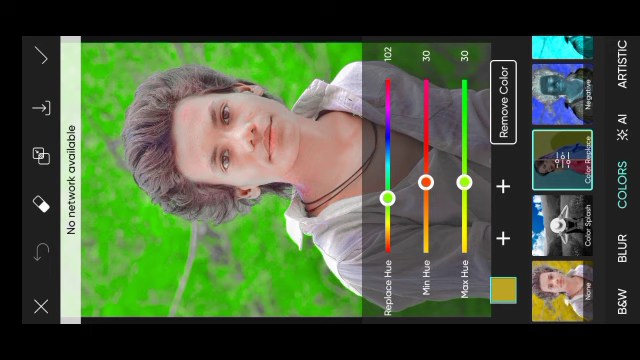 No network available
Replace Hue 102
Min Hue 30
Max Hue 30
Remove Color
None
Color Splash
Color Replace
Negative
B&W
BLUR
COLORS
AI
ARTISTIC